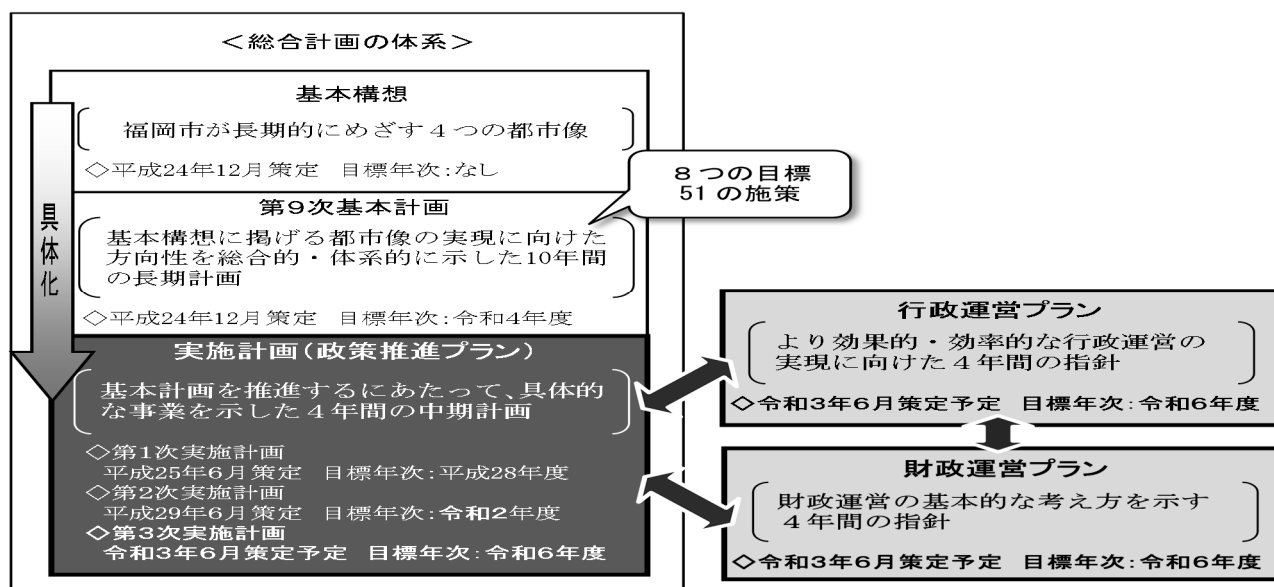 ＜総合計画の体系＞
基本構想
福岡市が長期的にめざす４つの都市像
◇平成24年12月策定　目標年次：なし
８つの目標
51の施策
具体化
第９次基本計画
基本構想に掲げる都市像の実現に向けた
方向性を総合的・体系的に示した10年間
の長期計画
◇平成24年12月策定　目標年次：令和４年度
実施計画（政策推進プラン）
基本計画を推進するにあたって、具体的
な事業を示した４年間の中期計画
◇第１次実施計画
平成25年６月策定　目標年次：平成28年度
◇第２次実施計画
平成29年６月策定　目標年次：令和２年度
◇第３次実施計画
令和３年６月策定予定　目標年次：令和６年度
行政運営プラン
より効果的・効率的な行政運営の
実現に向けた４年間の指針
◇令和３年６月策定予定　目標年次：令和６年度
財政運営プラン
財政運営の基本的な考え方を示す
４年間の指針
◇令和３年６月策定予定　目標年次：令和６年度